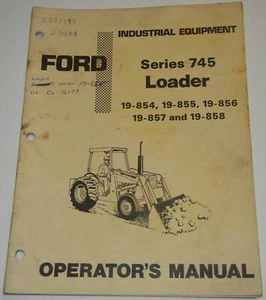 INDUSTRIAL EQUIPMENT
FORD
Series 745
Loader
19-854, 19-855, 19-856
19-857 and 19-858
OPERATOR'S MANUAL